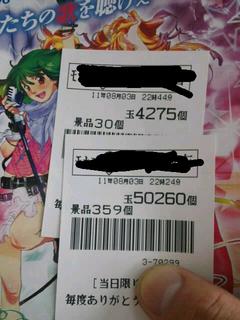 たちの歌を聴けぇ
11年08月03日 22時44分
玉4275個
景品30個
11年08月03日 22時24分
玉50260個
景品359個
3-70299
[当日限り
毎度ありがとう
毎